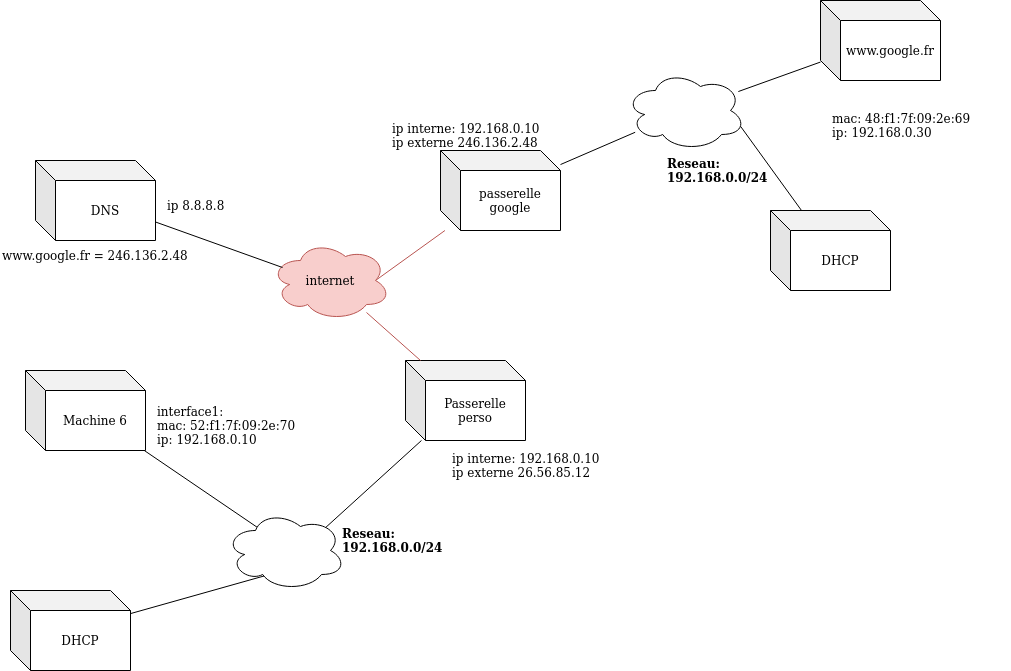 www.google.fr
mac: 48:f1:7f:09:2e:69
ip: 192.168.0.30
ip interne: 192.168.0.10
ip externe 246.136.2.48
passerelle
google
Reseau:
192.168.0.0/24
DHCP
DNS
ip 8.8.8.8
www.google.fr = 246.136.2.48
internet
Machine 6
interface1:
mac: 52:f1:7f:09:2e:70
ip: 192.168.0.10
Passerelle
perso
ip interne: 192.168.0.10
ip externe 26.56.85.12
Reseau:
192.168.0.0/24
DHCP